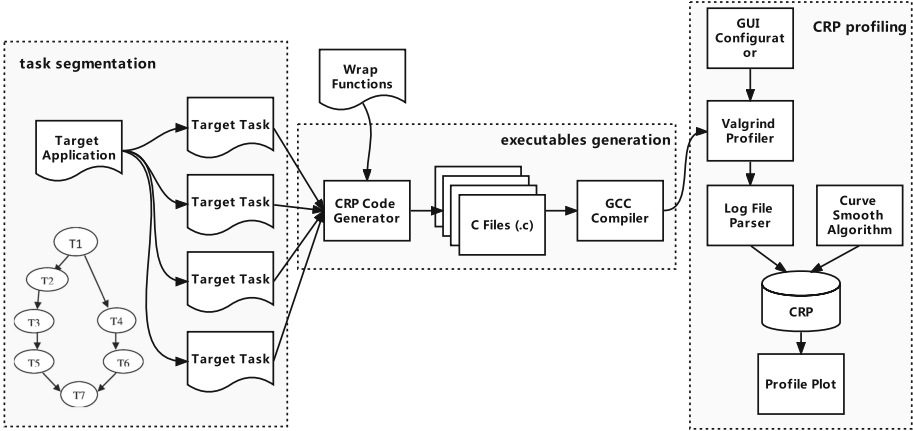 task segmentation
Target
Application
Target Task
Target Task
Target Task
Target Task
T1
T2
T3
T4
T5
T6
T7
Wrap
Functions
executables generation
CRP Code
Generator
C Files (.c)
GCC
Compiler
CRP profiling
GUI
Configurat
or
Valgrind
Profiler
Log File
Parser
Curve
Smooth
Algorithm
CRP
Profile Plot